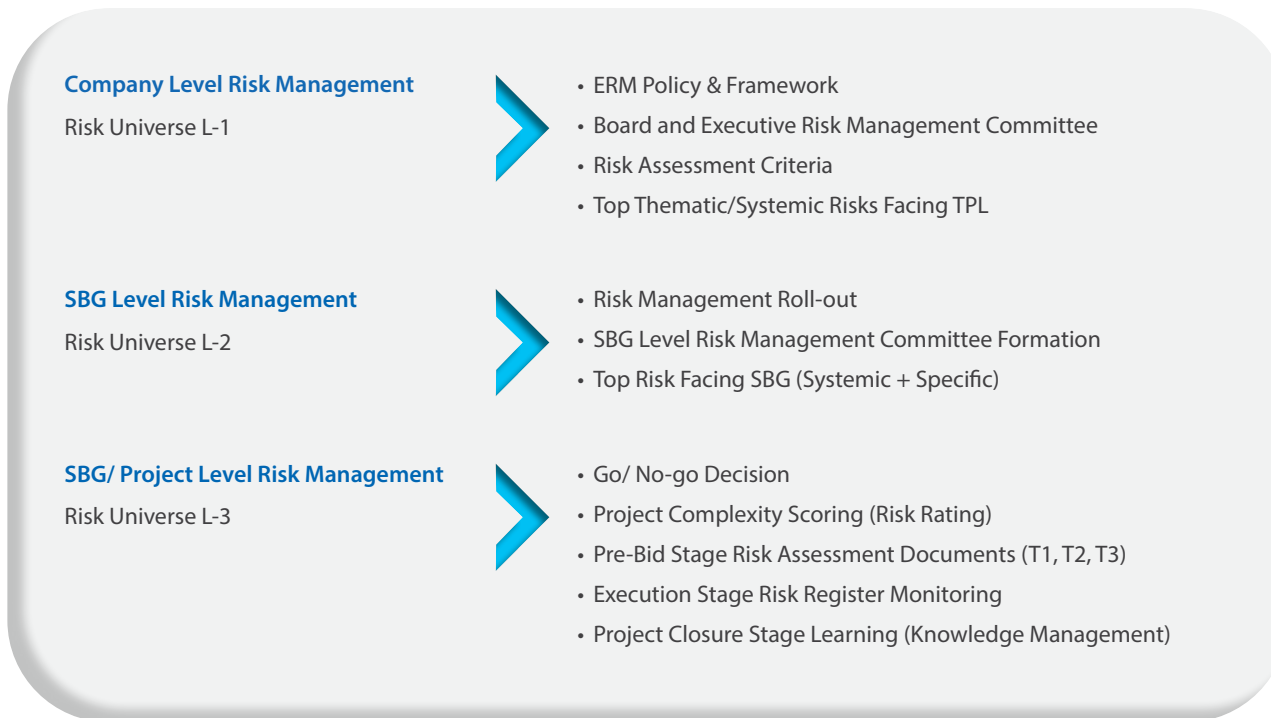 Company Level Risk Management
Risk Universe L-1
• ERM Policy & Framework
• Board and Executive Risk Management Committee
• Risk Assessment Criteria
• Top Thematic/Systemic Risks Facing TPL
SBG Level Risk Management
Risk Universe L-2
• Risk Management Roll-out
• SBG Level Risk Management Committee Formation
• Top Risk Facing SBG (Systemic + Specific)
SBG/ Project Level Risk Management
Risk Universe L-3
• Go/ No-go Decision
• Project Complexity Scoring (Risk Rating)
• Pre-Bid Stage Risk Assessment Documents (T1, T2, T3)
• Execution Stage Risk Register Monitoring
• Project Closure Stage Learning (Knowledge Management)